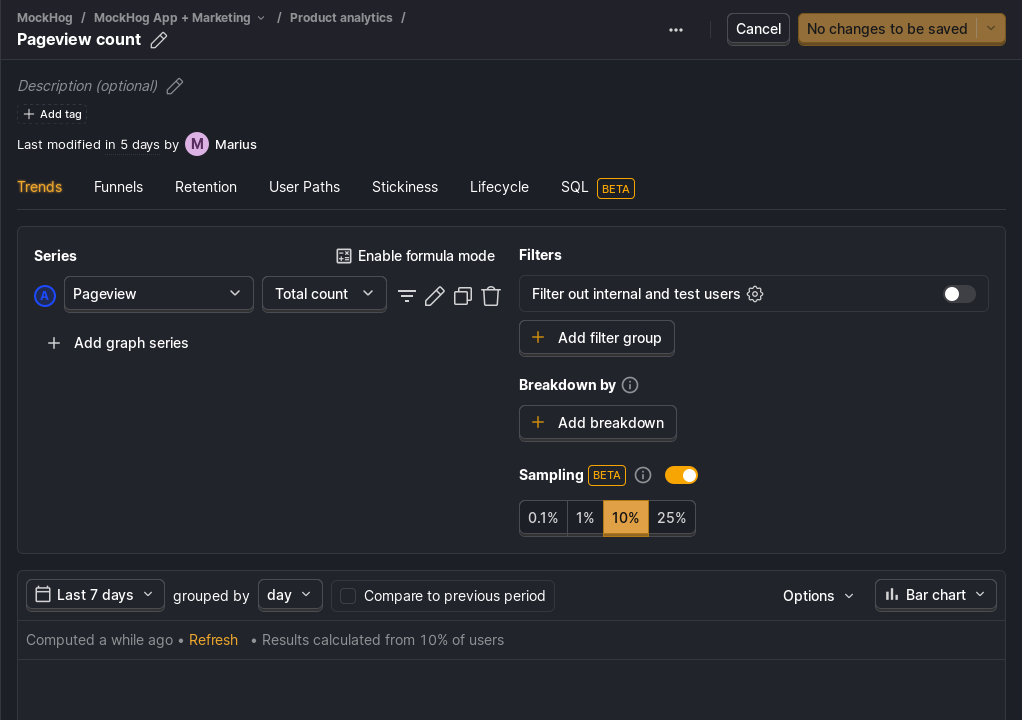 MockHog / MockHog App + Marketing / Product analytics /
Pageview count
Cancel
No changes to be saved
Description (optional)
Add tag
Last modified in 5 days by M Marius
Trends Funnels Retention User Paths Stickiness Lifecycle SQL BETA
Series
Enable formula mode
A Pageview Total count
Add graph series
Filters
Filter out internal and test users
Add filter group
Breakdown by
Add breakdown
Sampling BETA
0.1% 1% 10% 25%
Last 7 days grouped by day Compare to previous period Options Bar chart
Computed a while ago • Refresh • Results calculated from 10% of users